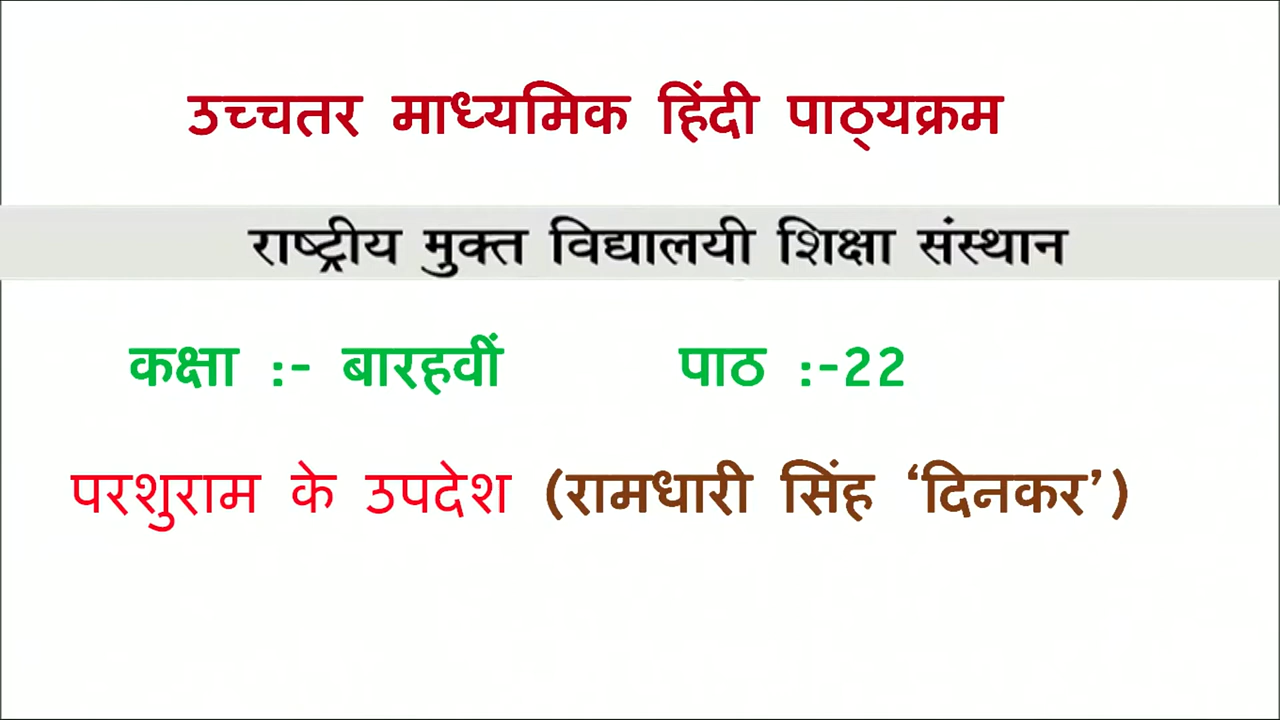 उच्चतर माध्यमिक हिंदी पाठ्यक्रम
राष्ट्रीय मुक्त विद्यालयी शिक्षा संस्थान
कक्षा :- बारहवीं पाठ :-22
परशुराम के उपदेश (रामधारी सिंह ‘दिनकर’)